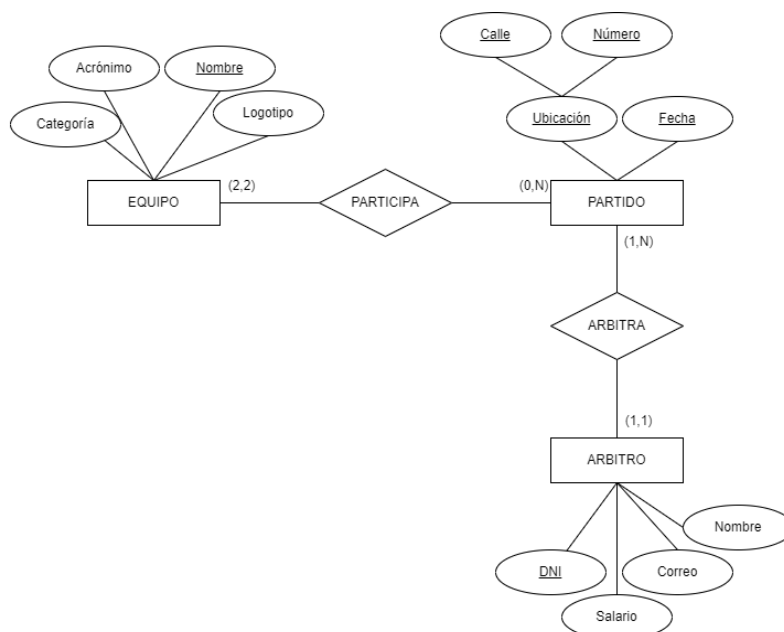 Calle
Número
Acrónimo
Nombre
Categoría
Logotipo
Ubicación
Fecha
(2,2)
(0,N)
EQUIPO
PARTICIPA
PARTIDO
(1,N)
ARBITRA
(1,1)
ARBITRO
Nombre
DNI
Correo
Salario